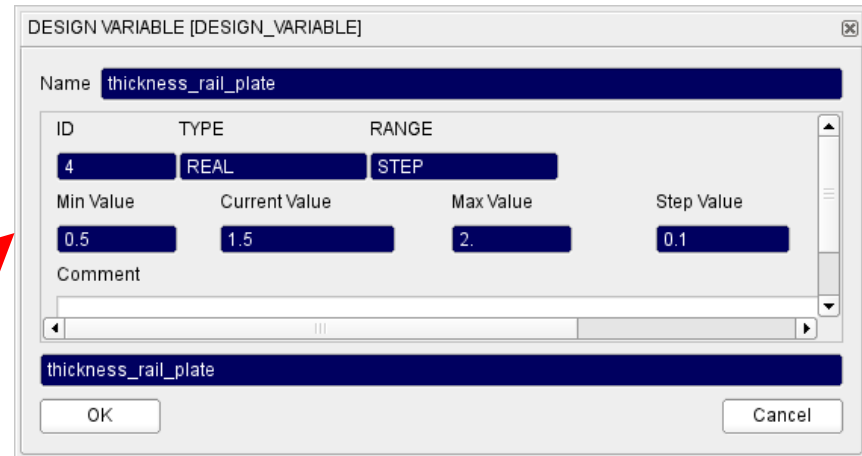 DESIGN VARIABLE [DESIGN_VARIABLE]
Name thickness_rail_plate
ID TYPE RANGE
4 REAL STEP
Min Value Current Value Max Value Step Value
0.5 1.5 2. 0.1
Comment
thickness_rail_plate
OK Cancel